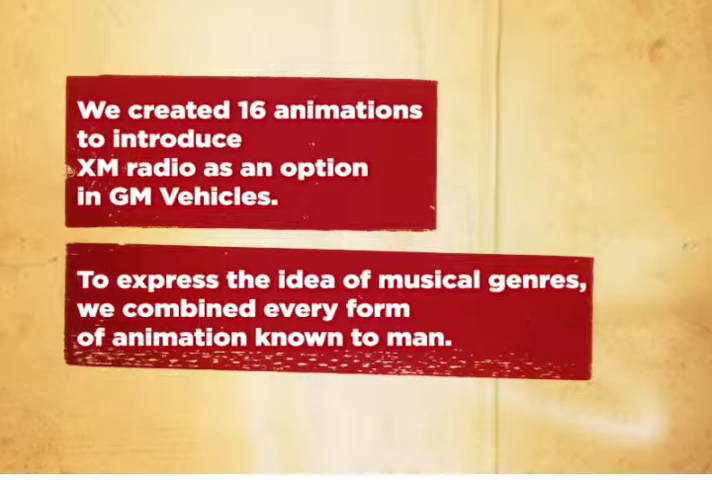 We created 16 animations
to introduce
XM radio as an option
in GM Vehicles.
To express the idea of musical genres,
we combined every form
of animation known to man.